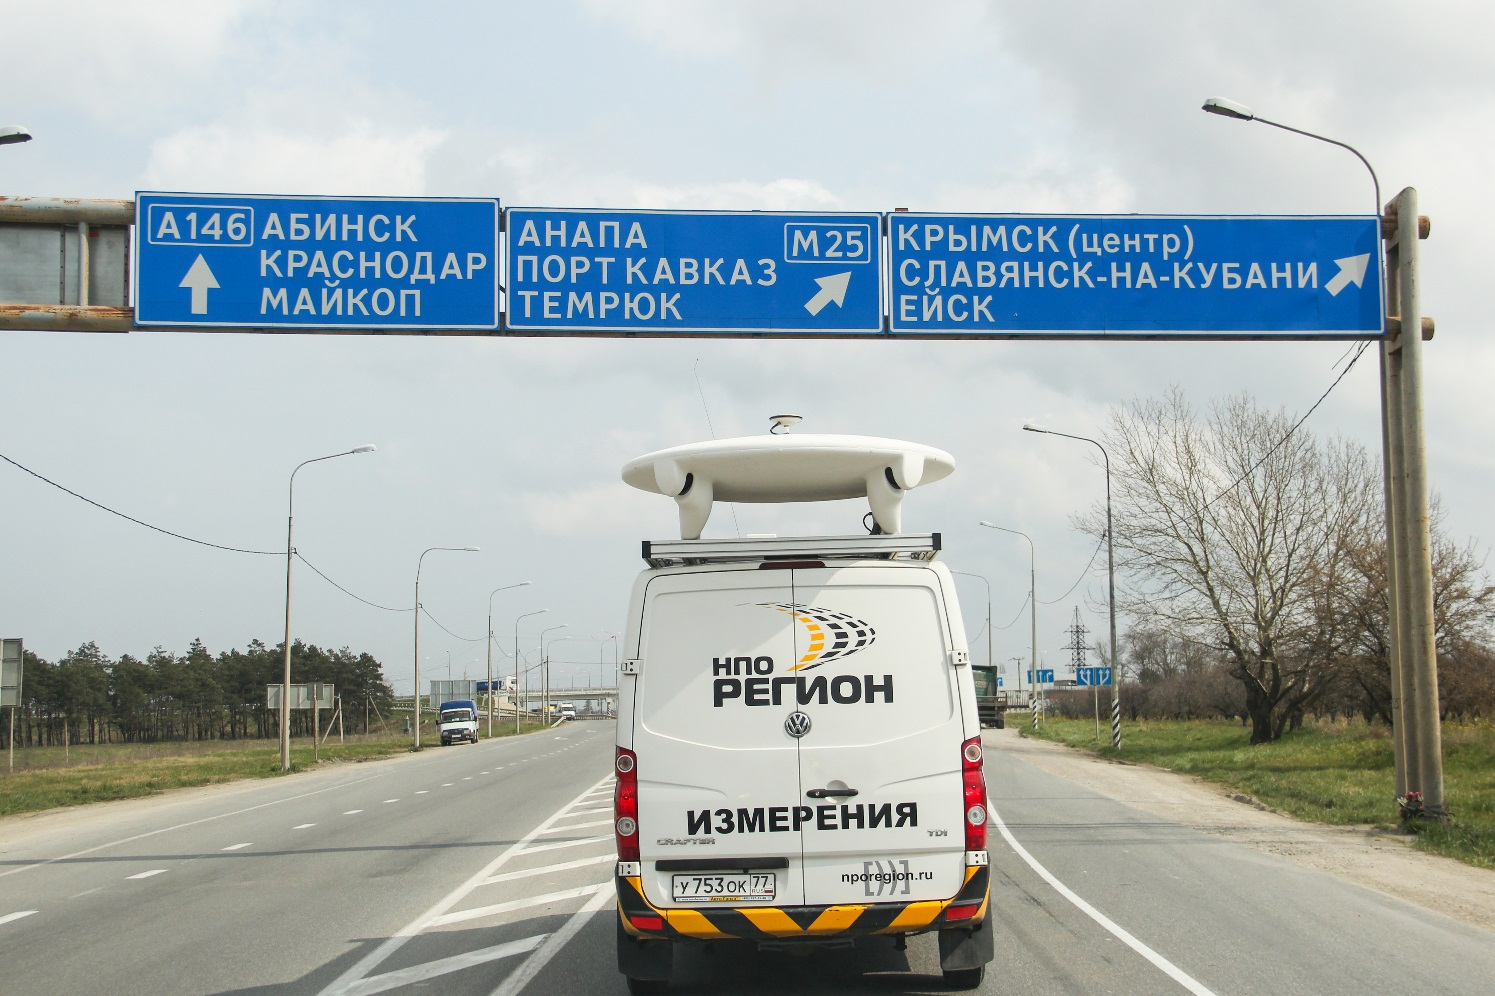 А146 АБИНСК
КРАСНОДАР
МАЙКОП
АНАПА М25
ПОРТ КАВКАЗ
ТЕМРЮК
КРЫМСК (центр)
СЛАВЯНСК-НА-КУБАНИ
ЕЙСК
НПО
РЕГИОН
ИЗМЕРЕНИЯ
CRAFTER TDI
У 753 ОК 77
RUS
nporegion.ru